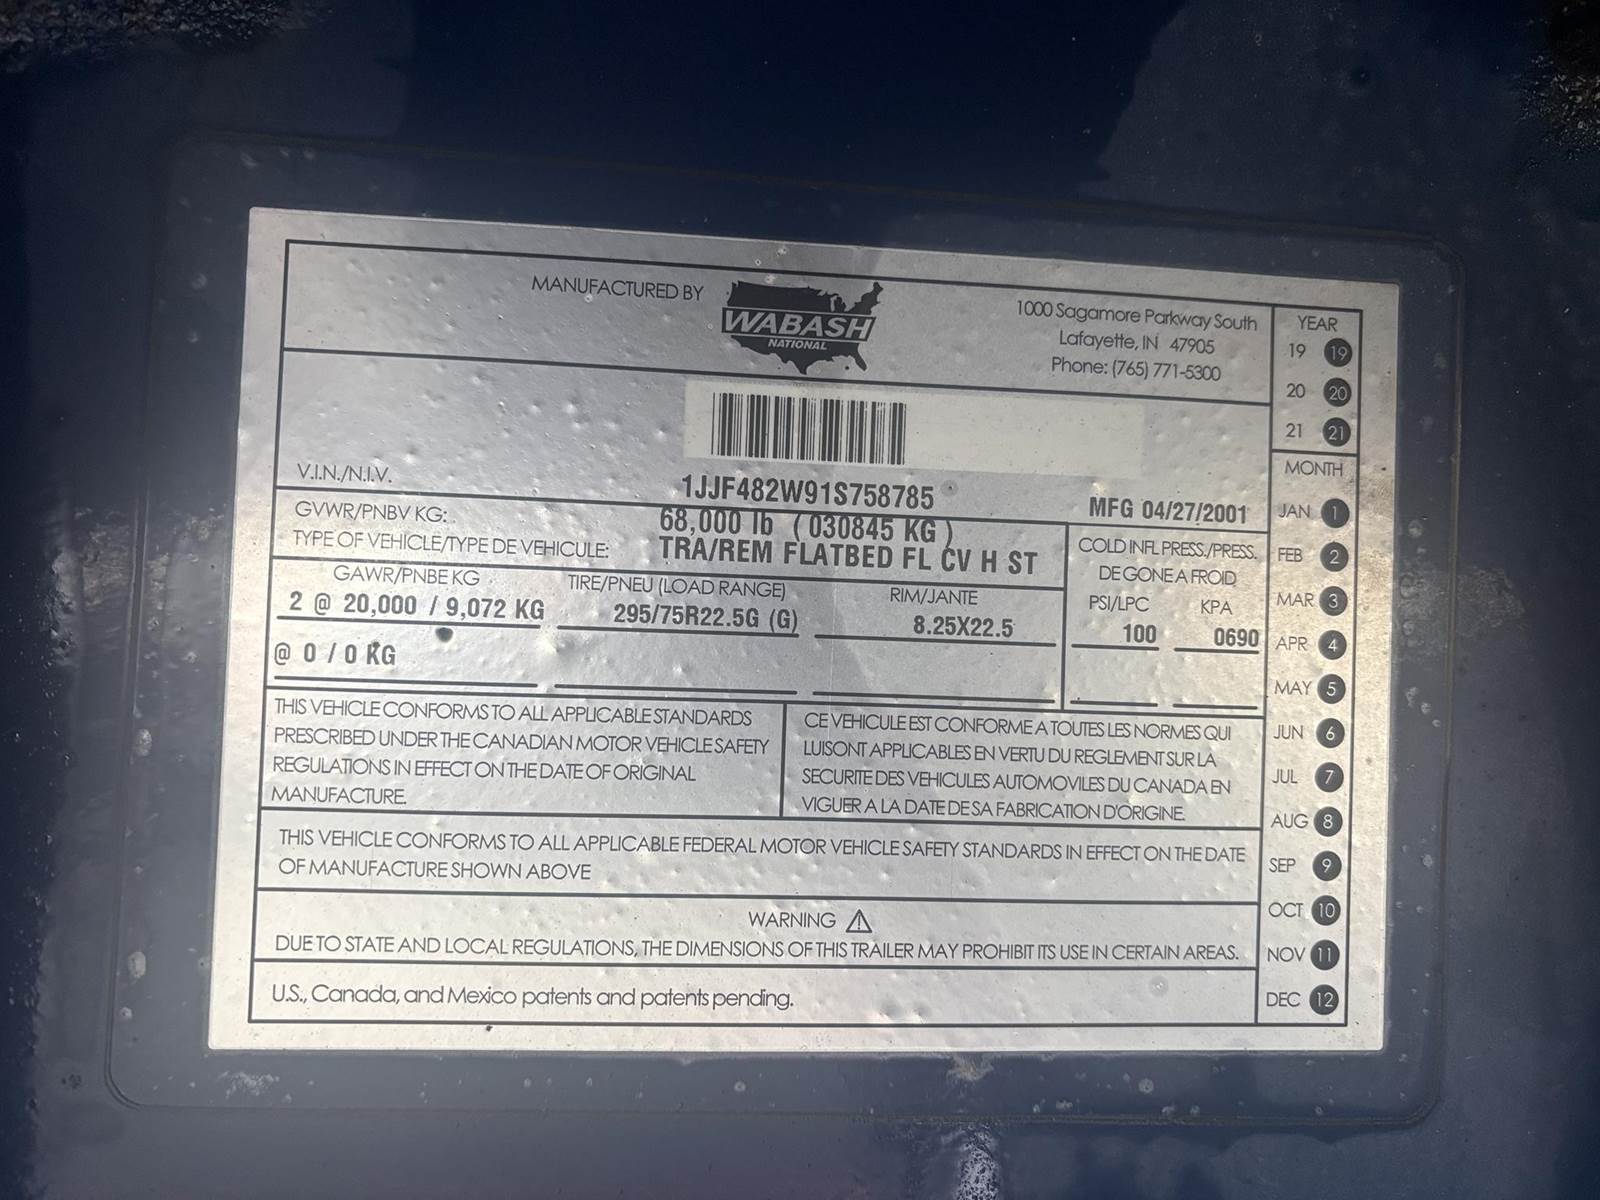 MANUFACTURED BY
WABASH
NATIONAL
1000 Sagamore Parkway South
Lafayette, IN 47905
Phone: (765) 771-5300
V.I.N./N.I.V.
1JJF482W91S758785
MFG 04/27/2001
GVWR/PNBV KG:
68,000 lb ( 030845 KG )
TYPE OF VEHICLE/TYPE DE VEHICULE:
TRA/REM FLATBED FL CV H ST
GAWR/PNBE KG
TIRE/PNEU (LOAD RANGE)
RIM/JANTE
COLD INFL PRESS./PRESS.
DE GONE A FROID
PSI/LPC KPA
2 @ 20,000 / 9,072 KG
295/75R22.5G (G)
8.25X22.5
100 0690
@ 0 / 0 KG
THIS VEHICLE CONFORMS TO ALL APPLICABLE STANDARDS
PRESCRIBED UNDER THE CANADIAN MOTOR VEHICLE SAFETY
REGULATIONS IN EFFECT ON THE DATE OF ORIGINAL
MANUFACTURE.
CE VEHICULE EST CONFORME A TOUTES LES NORMES QUI
LUISONT APPLICABLES EN VERTU DU REGLEMENT SUR LA
SECURITE DES VEHICULES AUTOMOVILES DU CANADA EN
VIGUER A LA DATE DE SA FABRICATION D'ORIGINE.
THIS VEHICLE CONFORMS TO ALL APPLICABLE FEDERAL MOTOR VEHICLE SAFETY STANDARDS IN EFFECT ON THE DATE
OF MANUFACTURE SHOWN ABOVE
WARNING
DUE TO STATE AND LOCAL REGULATIONS, THE DIMENSIONS OF THIS TRAILER MAY PROHIBIT ITS USE IN CERTAIN AREAS.
U.S., Canada, and Mexico patents and patents pending.
YEAR
19 19
20 20
21 21
MONTH
JAN 1
FEB 2
MAR 3
APR 4
MAY 5
JUN 6
JUL 7
AUG 8
SEP 9
OCT 10
NOV 11
DEC 12